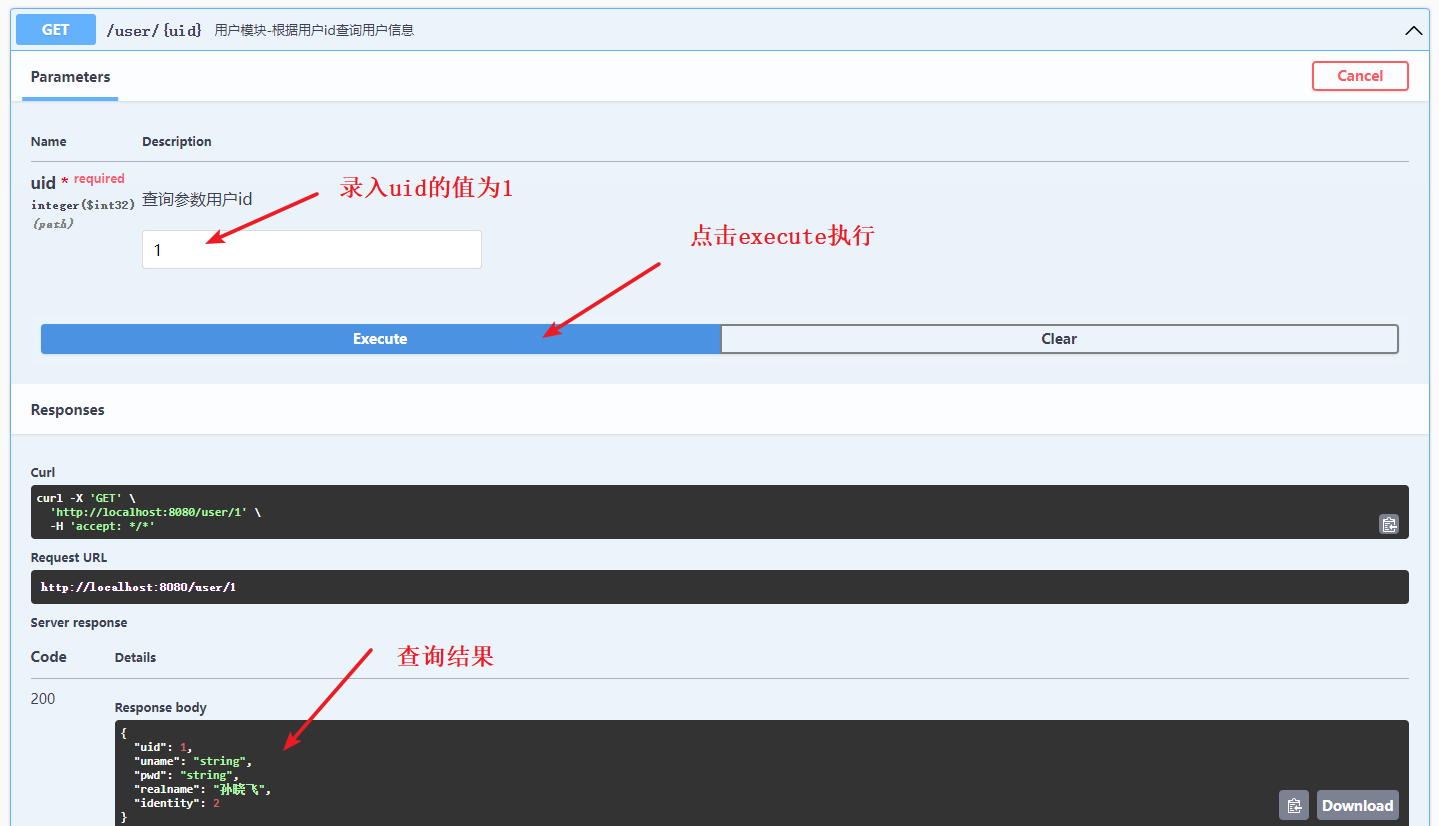 GET /user/{uid} 用户模块-根据用户id查询用户信息
Parameters
Cancel
Name Description
uid * required
integer($int32)
(path)
查询参数用户id
录入uid的值为1
1
点击execute执行
Execute
Clear
Responses
Curl
curl -X 'GET' \
'http://localhost:8080/user/1' \
-H 'accept: */*'
Request URL
http://localhost:8080/user/1
Server response
Code Details
查询结果
200
Response body
{
"uid": 1,
"uname": "string",
"pwd": "string",
"realname": "孙晓飞",
"identity": 2
}
Download